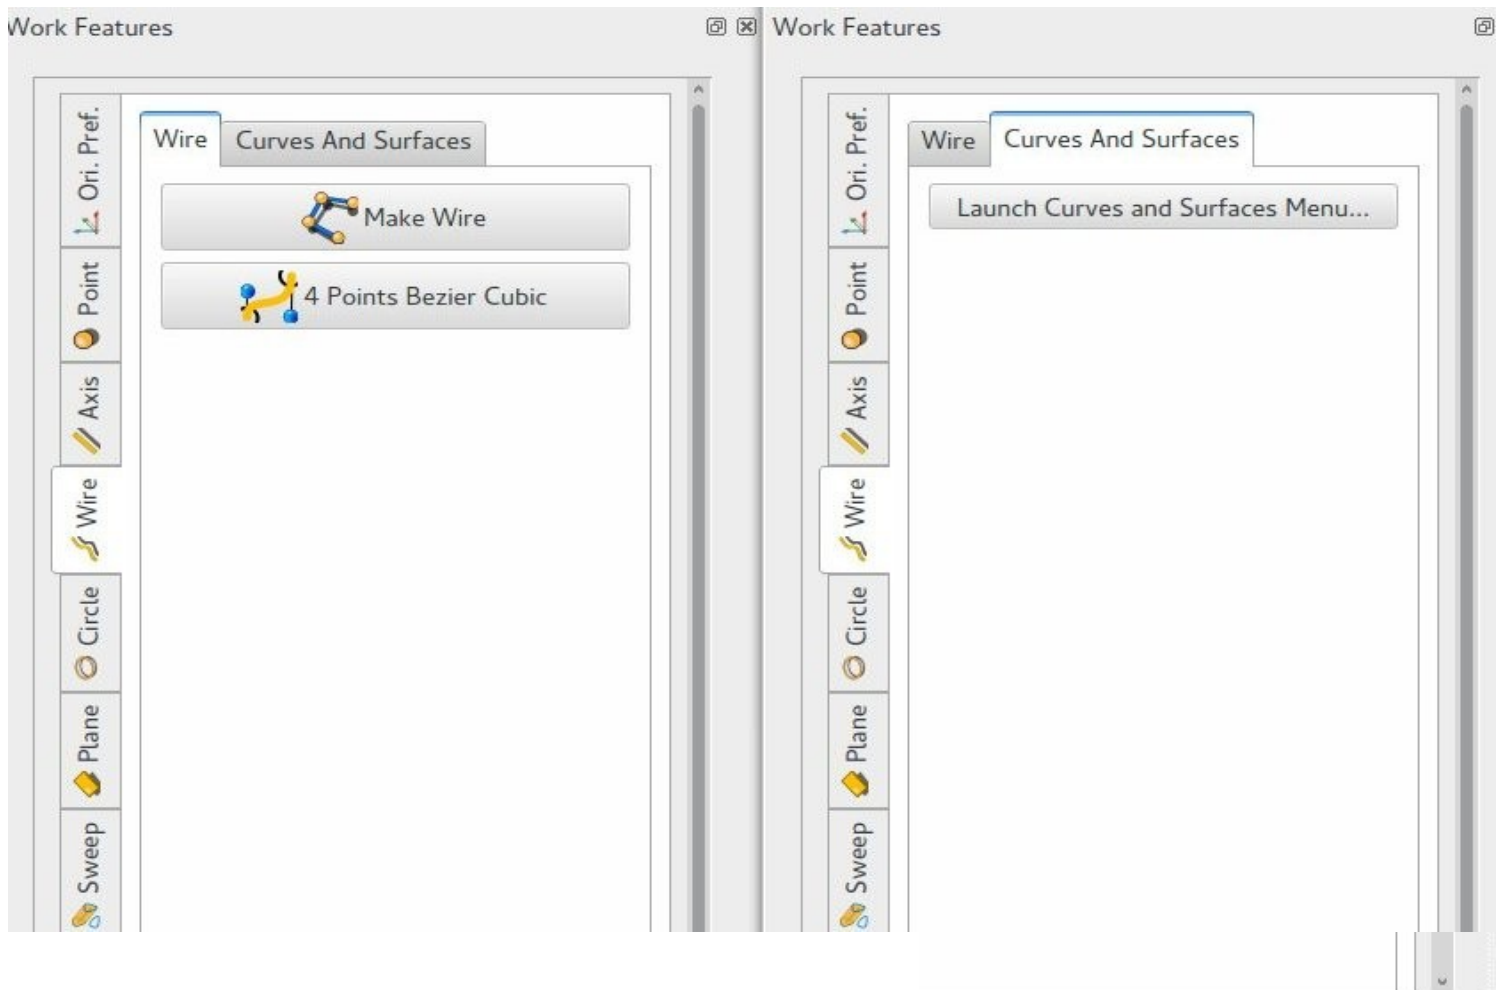 Work Features
Ori. Pref.
Point
Axis
Wire
Circle
Plane
Sweep
Wire
Curves And Surfaces
Make Wire
4 Points Bezier Cubic
Work Features
Ori. Pref.
Point
Axis
Wire
Circle
Plane
Sweep
Wire
Curves And Surfaces
Launch Curves and Surfaces Menu...